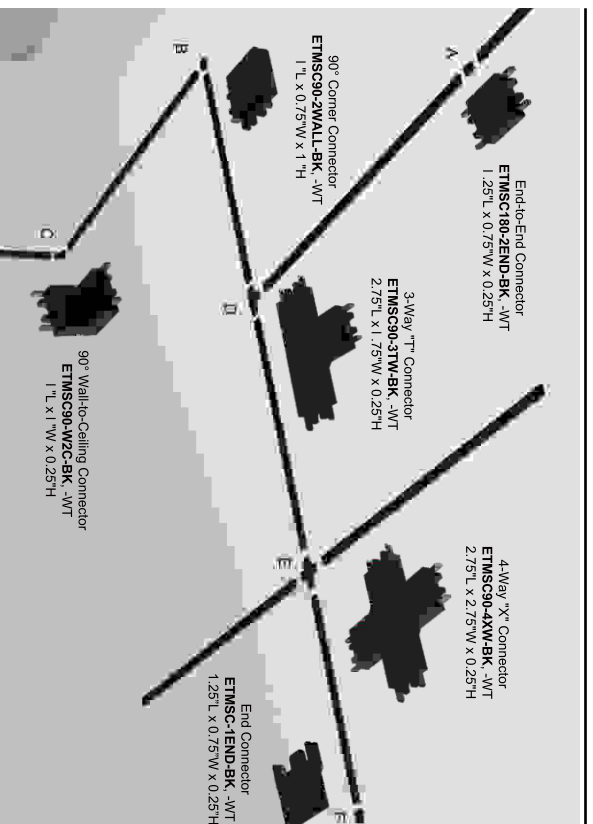 A
End-to-End Connector
ETMSC180-2END-BK, -WT
1.25"L x 0.75"W x 0.25"H
B
90° Corner Connector
ETMSC90-2WALL-BK, -WT
1"L x 0.75"W x 1"H
C
90° Wall-to-Ceiling Connector
ETMSC90-W2C-BK, -WT
1"L x 1"W x 0.25"H
D
3-Way "T" Connector
ETMSC90-3TW-BK, -WT
2.75"L x 1.75"W x 0.25"H
E
4-Way "X" Connector
ETMSC90-4XW-BK, -WT
2.75"L x 2.75"W x 0.25"H
F
End Connector
ETMSC-1END-BK, -WT
1.25"L x 0.75"W x 0.25"H